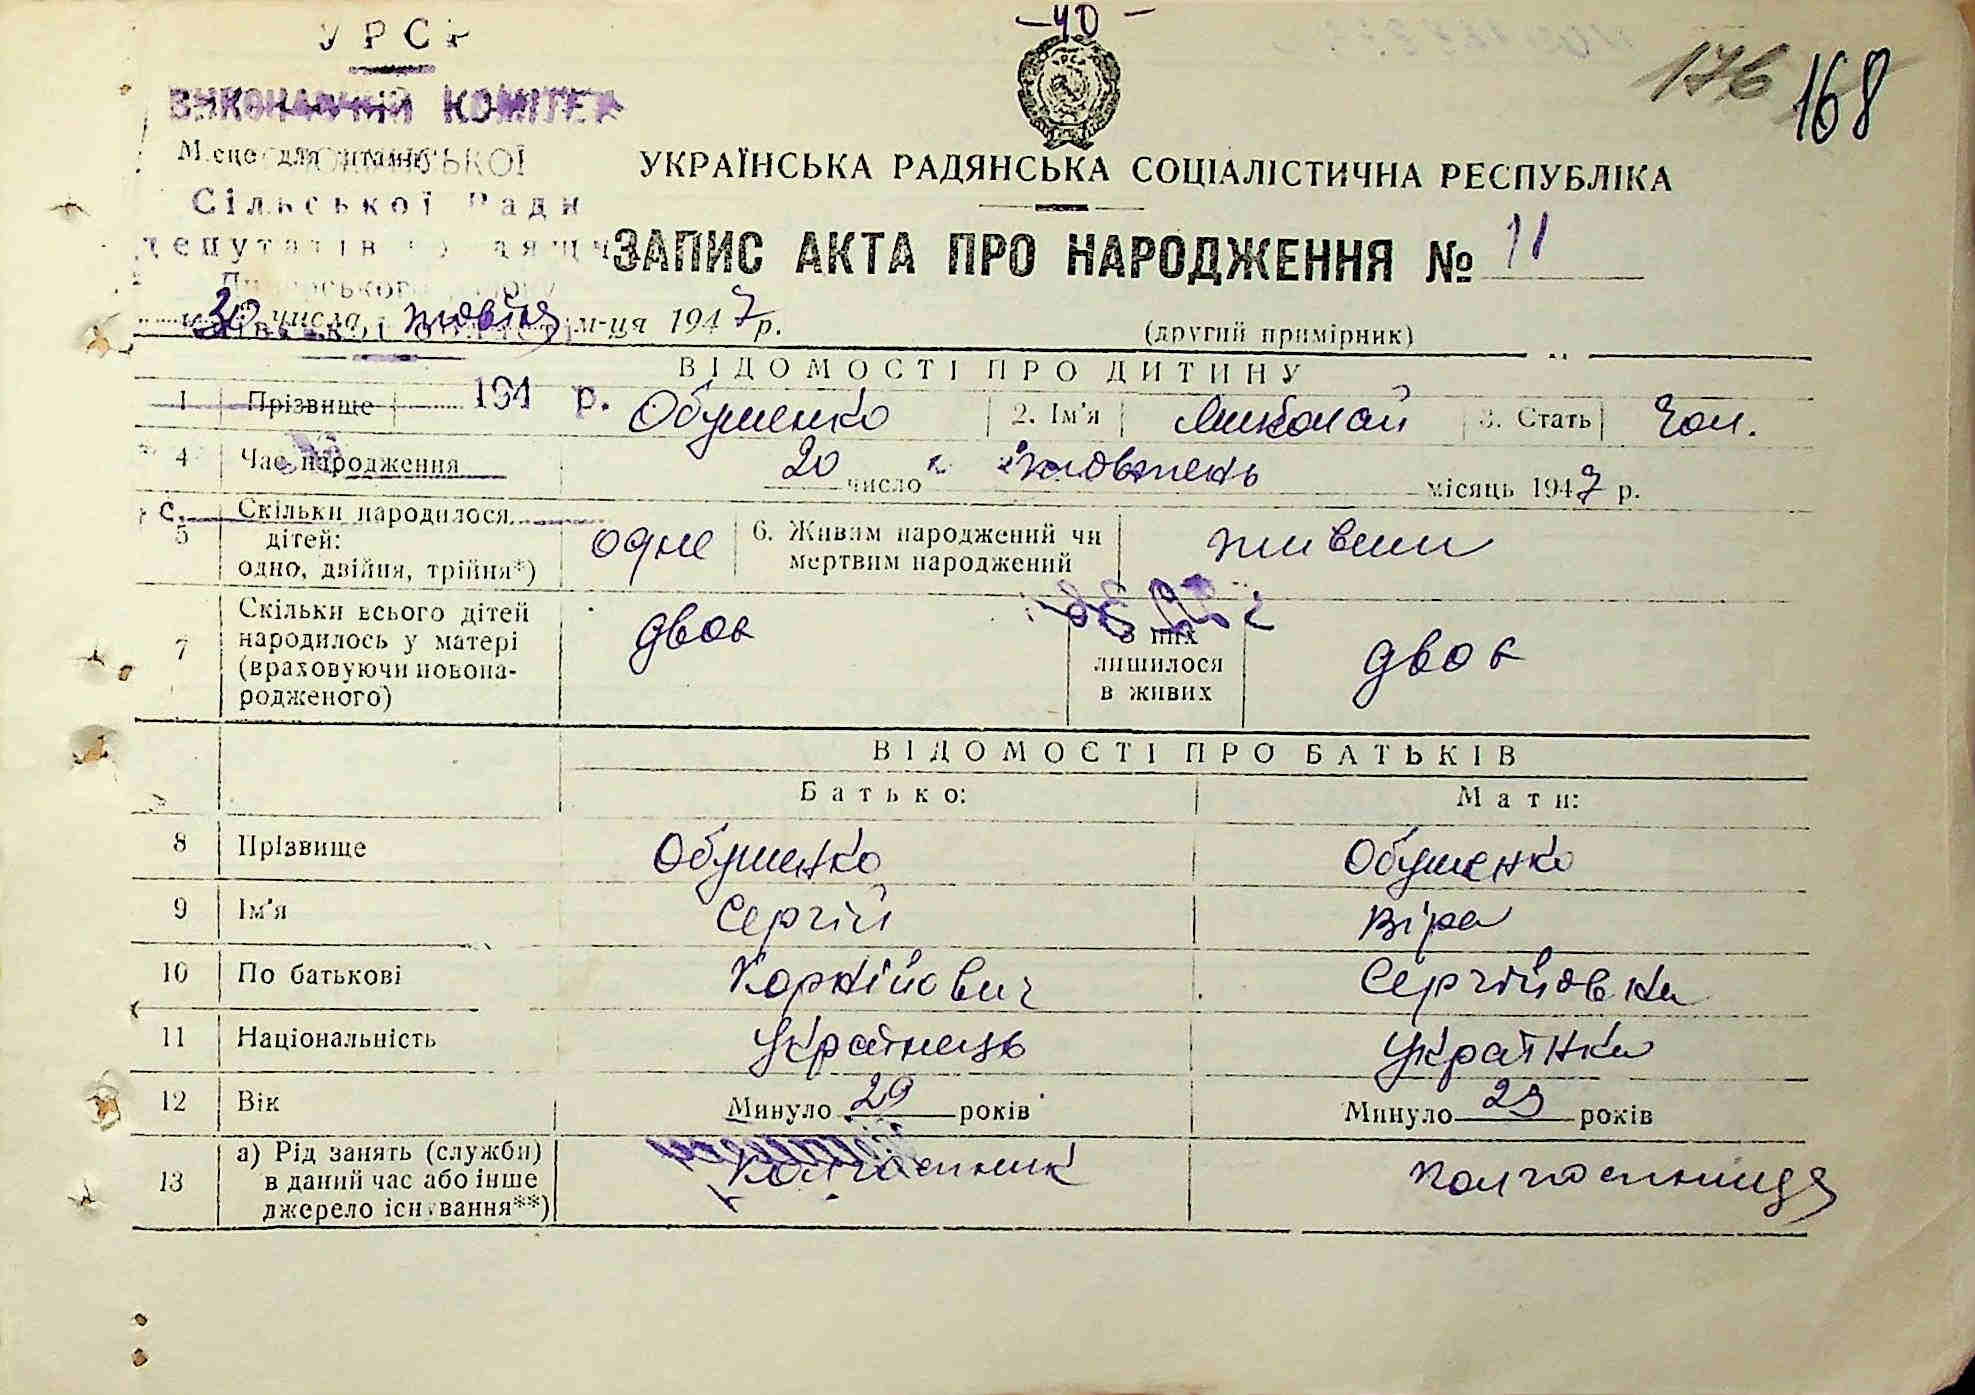 –40–
УРСР
176 168
ВИКОНАВЧИЙ КОМІТЕТ
Місце для штампу
УКРАЇНСЬКА РАДЯНСЬКА СОЦІАЛІСТИЧНА РЕСПУБЛІКА
Сільської Ради
депутатів
ЗАПИС АКТА ПРО НАРОДЖЕННЯ № 11
30 числа жовтня м-ця 1947 р.
(другий примірник)
ВІДОМОСТІ ПРО ДИТИНУ
194 р.
1 Прізвище Обушенко 2. Ім'я Миколай 3. Стать Чол.
4 Час народження 20 число жовтень місяць 1947 р.
5 Скільки народилося дітей: одно, двійня, трійня*) одне 6. Живим народжений чи мертвим народжений живим
7 Скільки всього дітей народилось у матері (враховуючи новонародженого) двоє З них лишилося в живих двоє
ВІДОМОСТІ ПРО БАТЬКІВ
Батько: Мати:
8 Прізвище Обушенко Обушенко
9 Ім'я Сергій Віра
10 По батькові Корнійович Сергійовна
11 Національність Українець Українка
12 Вік Минуло 29 років Минуло 23 років
13 а) Рід занять (служби) в даний час або інше джерело існування**) Колгоспник колгоспниця